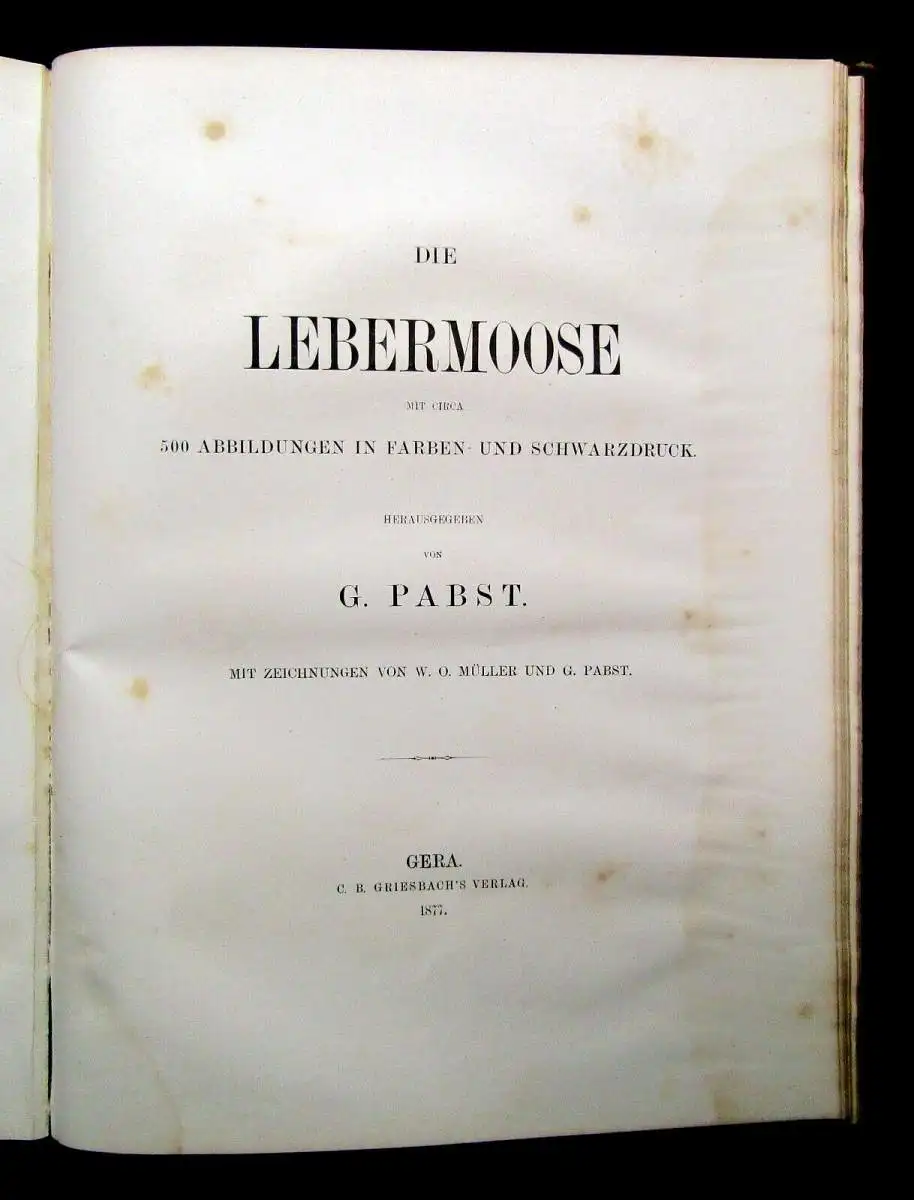 DIE
LEBERMOOSE
MIT CIRCA
500 ABBILDUNGEN IN FARBEN- UND SCHWARZDRUCK.
HERAUSGEGEBEN
VON
G. PABST.
MIT ZEICHNUNGEN VON W. O. MÜLLER UND G. PABST.
GERA.
C. B. GRIESBACH'S VERLAG.
1877.